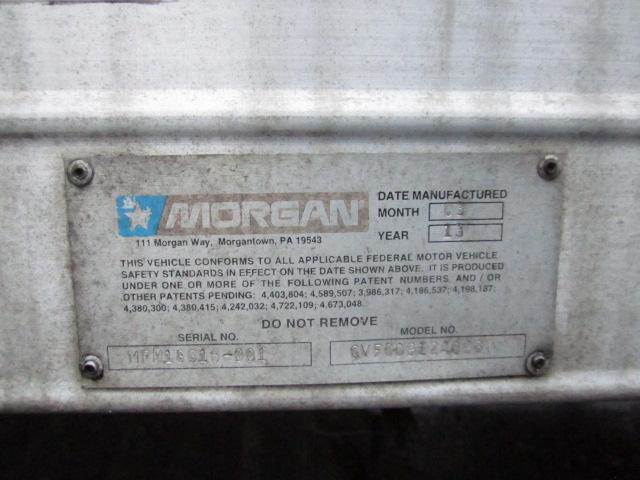 MORGAN
111 Morgan Way, Morgantown, PA 19543
DATE MANUFACTURED
MONTH
YEAR 13
THIS VEHICLE CONFORMS TO ALL APPLICABLE FEDERAL MOTOR VEHICLE
SAFETY STANDARDS IN EFFECT ON THE DATE SHOWN ABOVE. IT IS PRODUCED
UNDER ONE OR MORE OF THE FOLLOWING PATENT NUMBERS, AND / OR
OTHER PATENTS PENDING: 4,403,804; 4,589,507; 3,986,317; 4,186,537; 4,198,187;
4,380,300; 4,380,415; 4,242,032; 4,722,109; 4,673,048.
DO NOT REMOVE
SERIAL NO.
MODEL NO.